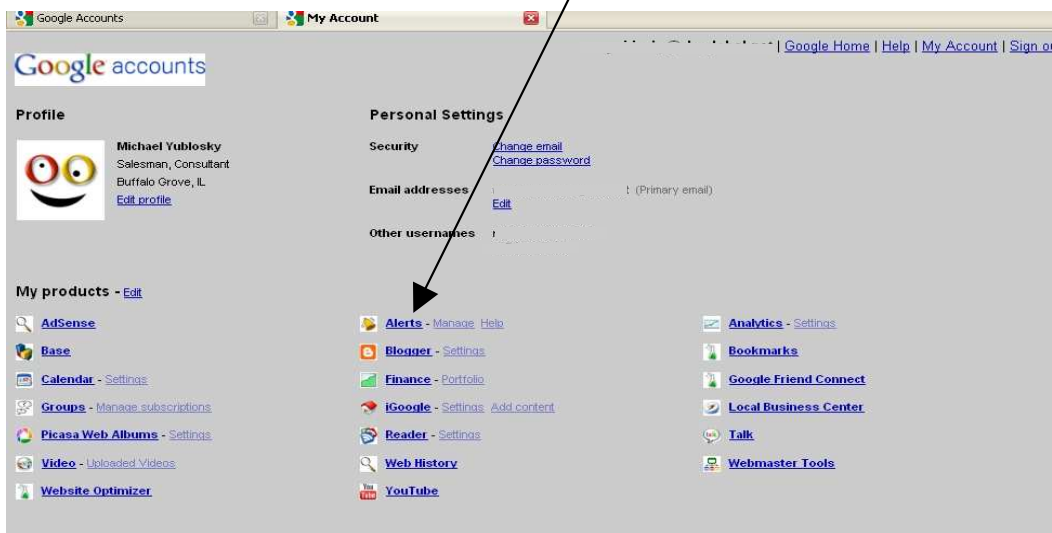 Google Accounts
My Account
| Google Home | Help | My Account | Sign ou
Google accounts
Profile
Michael Yublosky
Salesman, Consultant
Buffalo Grove, IL
Edit profile
Personal Settings
Security
Change email
Change password
Email addresses
(Primary email)
Edit
Other usernames
My products - Edit
AdSense
Alerts - Manage Help
Analytics - Settings
Base
Blogger - Settings
Bookmarks
Calendar - Settings
Finance - Portfolio
Google Friend Connect
Groups - Manage subscriptions
iGoogle - Settings Add content
Local Business Center
Picasa Web Albums - Settings
Reader - Settings
Talk
Video - Uploaded Videos
Web History
Webmaster Tools
Website Optimizer
YouTube